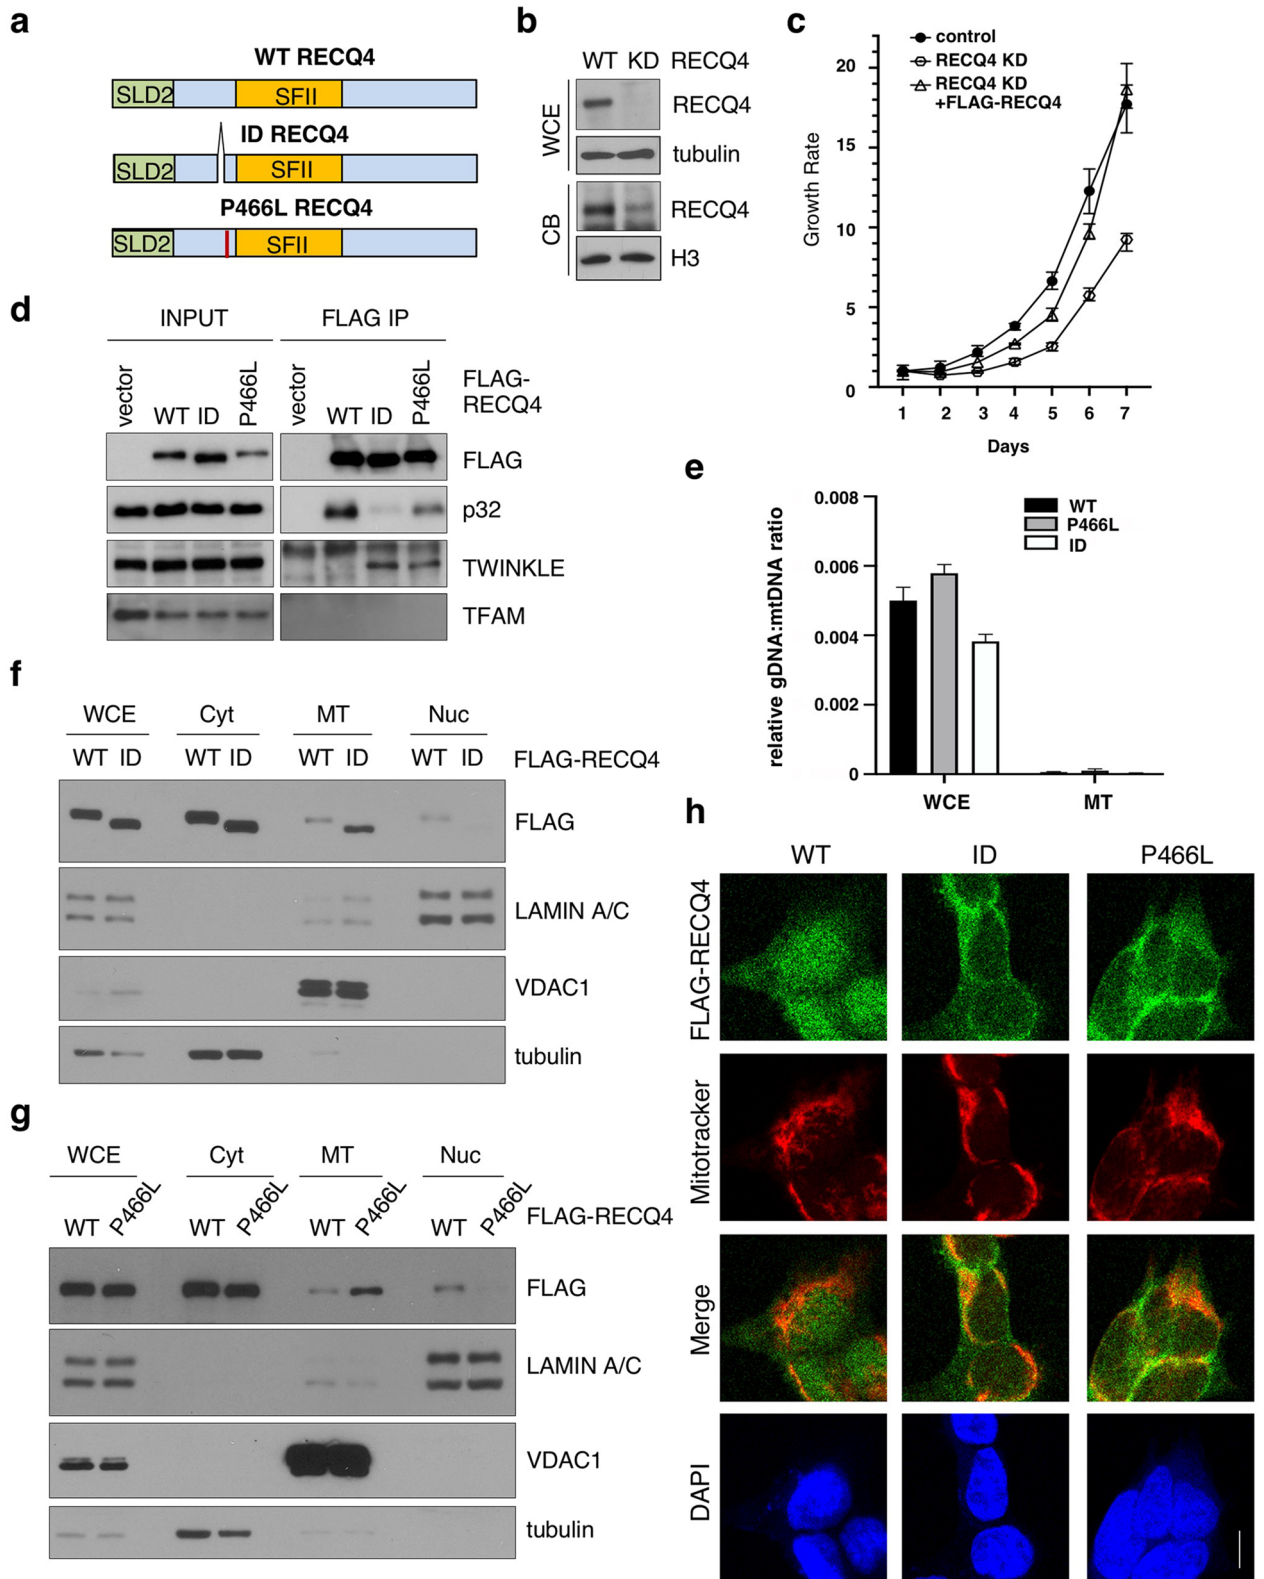 a
WT RECQ4
SLD2 SFII
ID RECQ4
SLD2 SFII
P466L RECQ4
SLD2 SFII
b
WT KD RECQ4
WCE
RECQ4
tubulin
CB
RECQ4
H3
c
control
RECQ4 KD
RECQ4 KD
+FLAG-RECQ4
Growth Rate
20
15
10
5
0
1 2 3 4 5 6 7
Days
d
INPUT FLAG IP
vector WT ID P466L vector WT ID P466L
FLAG-
RECQ4
FLAG
p32
TWINKLE
TFAM
e
relative gDNA:mtDNA ratio
0.008
0.006
0.004
0.002
0
WT
P466L
ID
WCE MT
f
WCE Cyt MT Nuc
WT ID WT ID WT ID WT ID FLAG-RECQ4
FLAG
LAMIN A/C
VDAC1
tubulin
g
WCE Cyt MT Nuc
WT P466L WT P466L WT P466L WT P466L FLAG-RECQ4
FLAG
LAMIN A/C
VDAC1
tubulin
h
WT ID P466L
FLAG-RECQ4
Mitotracker
Merge
DAPI